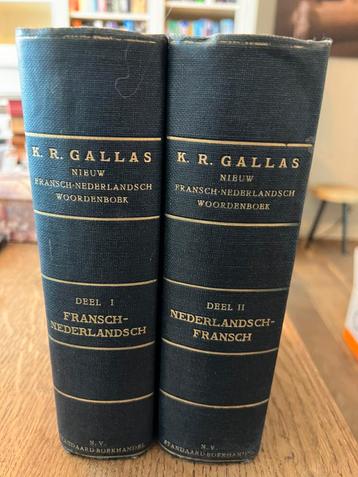 K. R. GALLAS
NIEUW
FRANSCH-NEDERLANDSCH
WOORDENBOEK
DEEL I
FRANSCH-
NEDERLANDSCH
N. V.
STANDAARD-BOEKHANDEL
K. R. GALLAS
NIEUW
FRANSCH-NEDERLANDSCH
WOORDENBOEK
DEEL II
NEDERLANDSCH-
FRANSCH
N. V.
STANDAARD-BOEKHANDEL